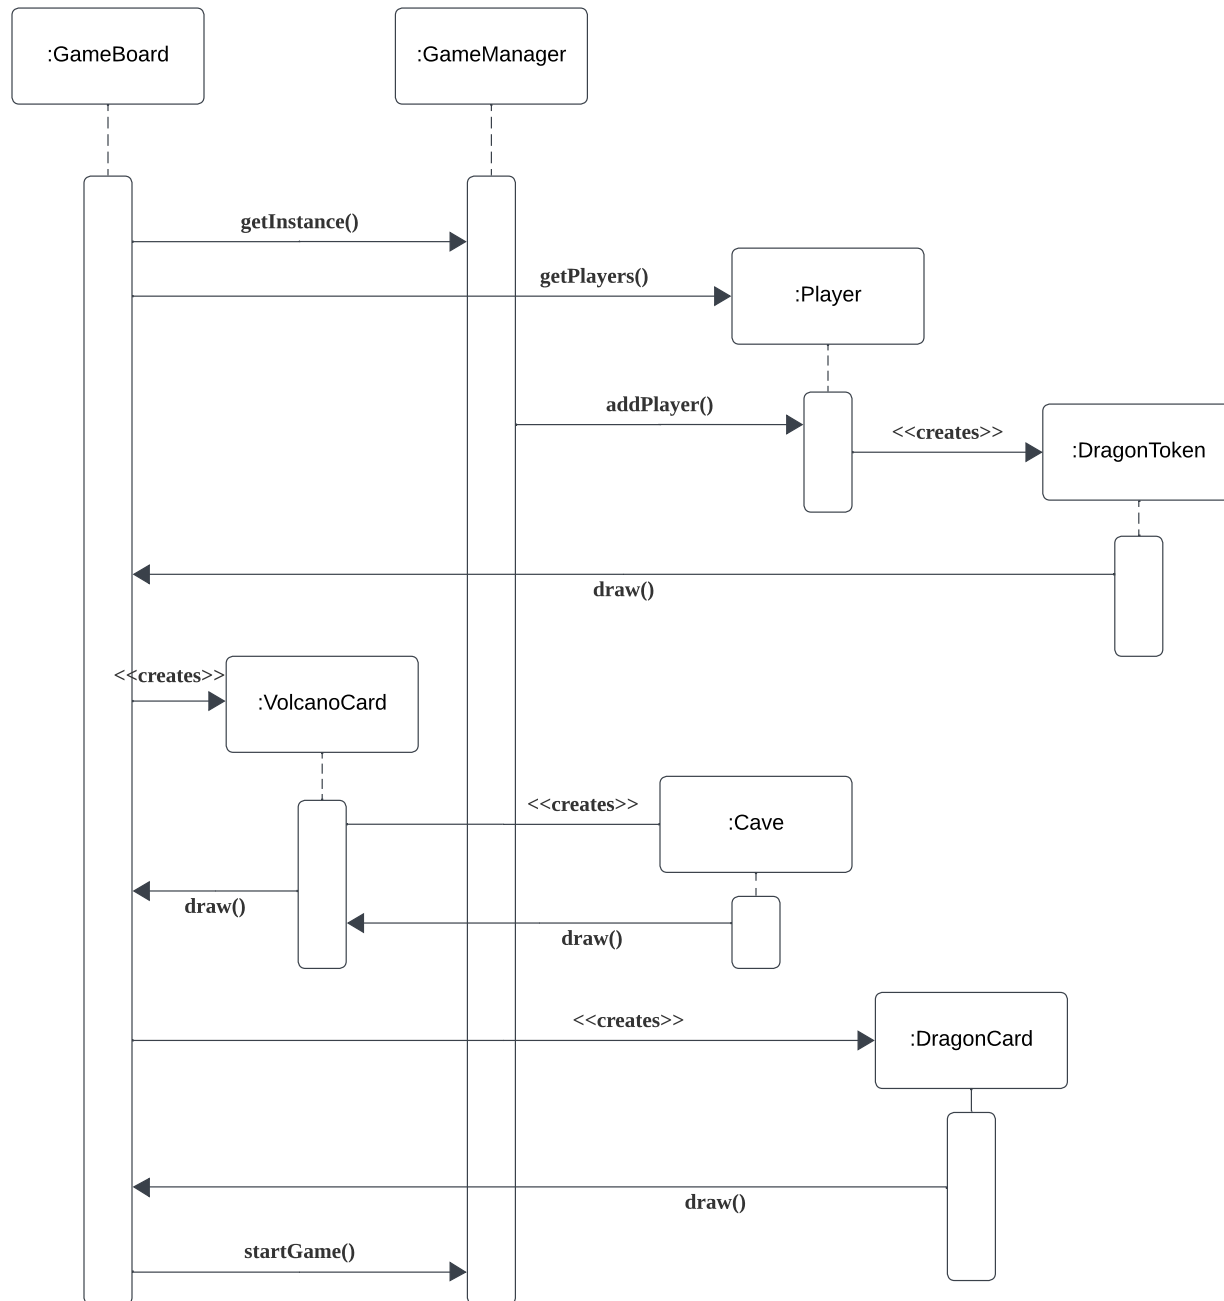 :GameBoard
:GameManager
getInstance()
getPlayers()
:Player
addPlayer()
<<creates>>
:DragonToken
draw()
<<creates>>
:VolcanoCard
<<creates>>
:Cave
draw()
draw()
<<creates>>
:DragonCard
draw()
startGame()